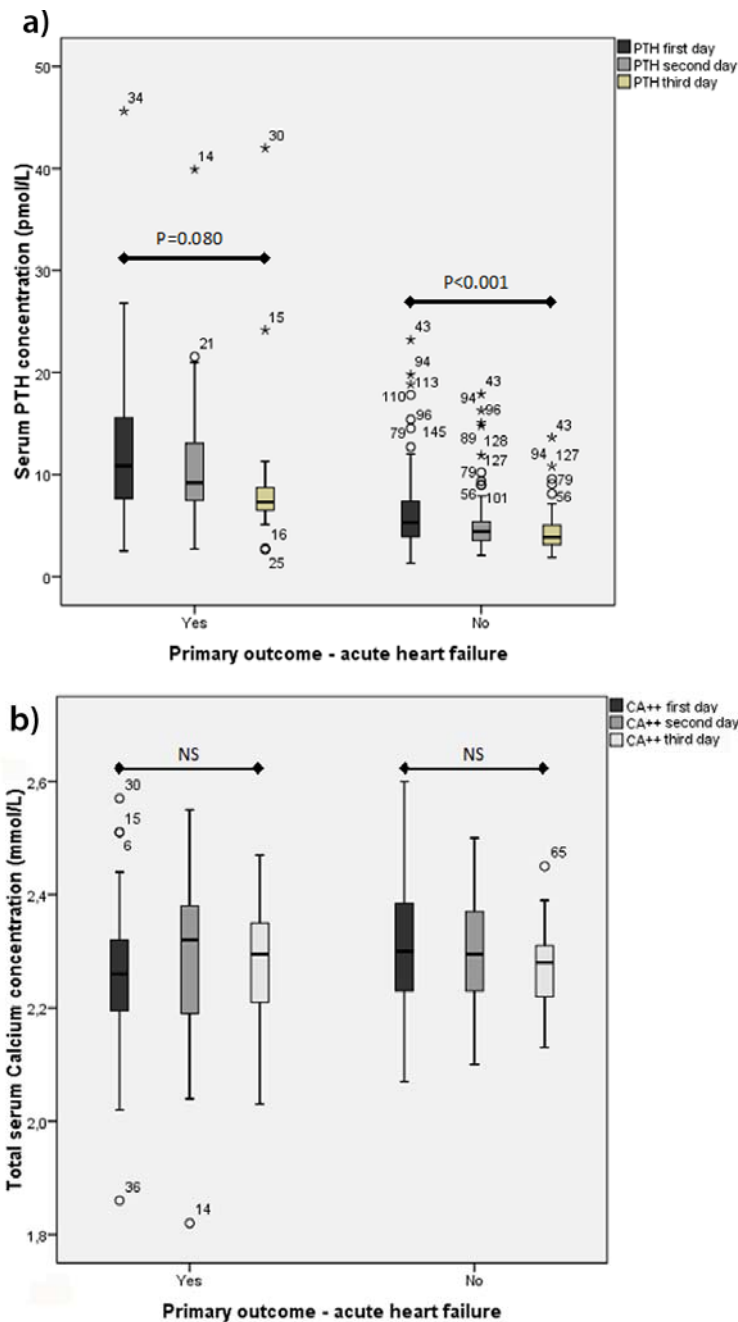 a)
PTH first day
PTH second day
PTH third day
50
40
30
20
10
0
Serum PTH concentration (pmol/L)
34
14
30
P=0.080
15
21
16
25
P<0.001
43
94
113
110
96
79 145
43
94 96
89 128
127
79
56 101
43
94 127
79
56
Yes No
Primary outcome - acute heart failure
b)
CA++ first day
CA++ second day
CA++ third day
2,6
2,4
2,2
2,0
1,8
Total serum Calcium concentration (mmol/L)
NS
NS
30
15
6
65
36
14
Yes No
Primary outcome - acute heart failure